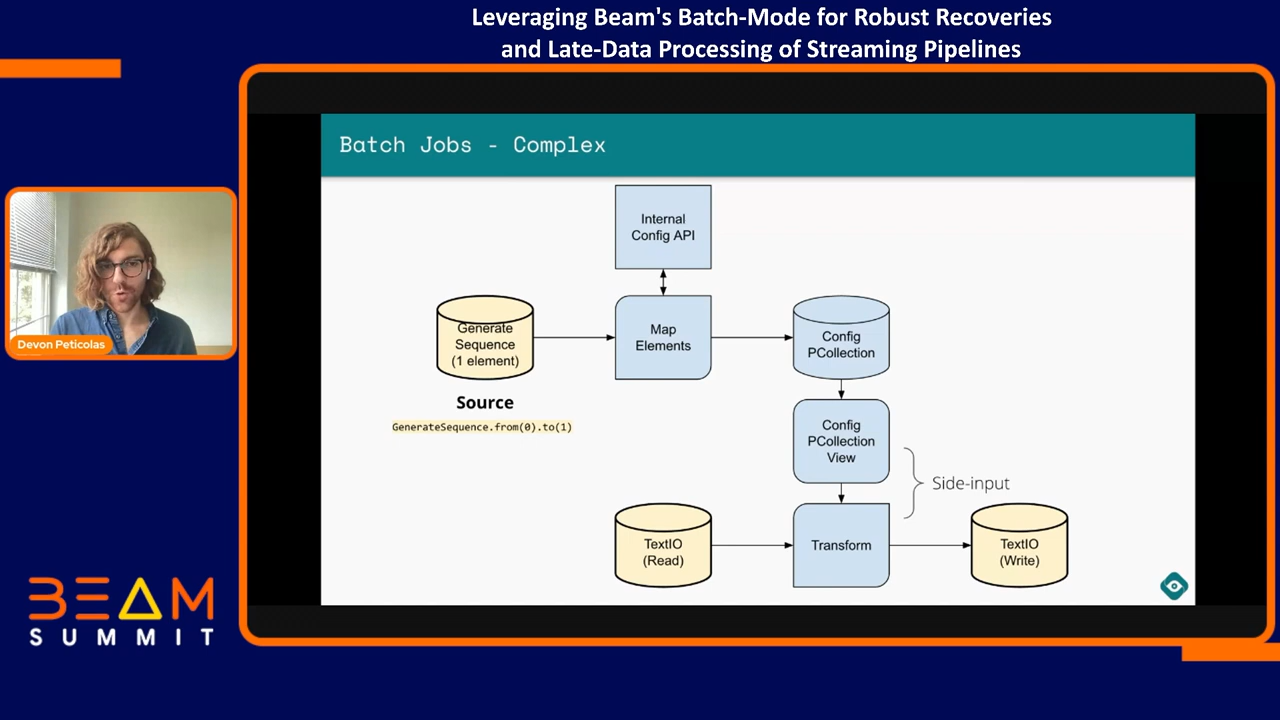 Leveraging Beam's Batch-Mode for Robust Recoveries
and Late-Data Processing of Streaming Pipelines
Batch Jobs - Complex
Internal
Config API
Generate
Sequence
(1 element)
Map
Elements
Config
PCollection
Source
GenerateSequence.from(0).to(1)
Config
PCollection
View
Side-input
TextIO
(Read)
Transform
TextIO
(Write)
Devon Peticolas
BEAM
SUMMIT